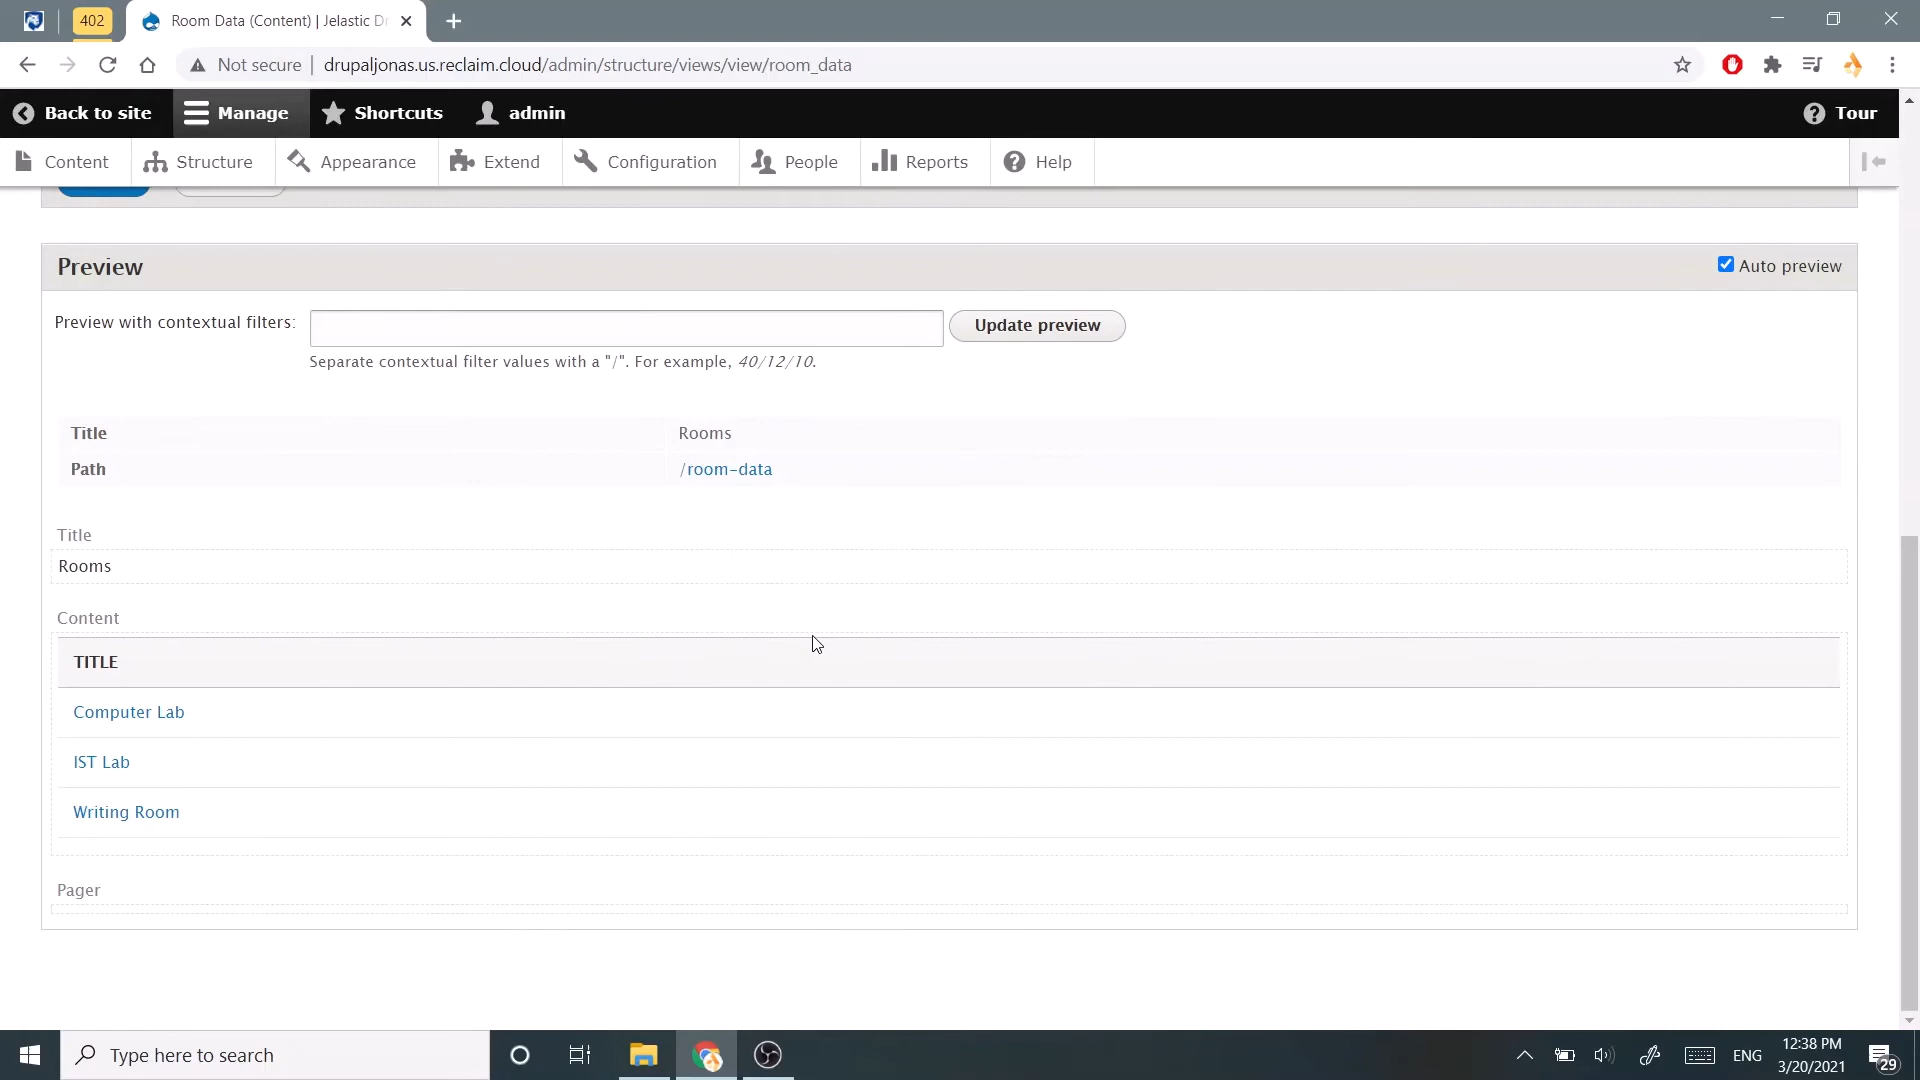 402
Room Data (Content) | Jelastic Dr
Not secure | drupaljonas.us.reclaim.cloud/admin/structure/views/view/room_data
Back to site
Manage
Shortcuts
admin
Tour
Content
Structure
Appearance
Extend
Configuration
People
Reports
Help
Preview
Auto preview
Preview with contextual filters:
Update preview
Separate contextual filter values with a "/". For example, 40/12/10.
Title Rooms
Path /room-data
Title
Rooms
Content
TITLE
Computer Lab
IST Lab
Writing Room
Pager
Type here to search
ENG
12:38 PM
3/20/2021
29